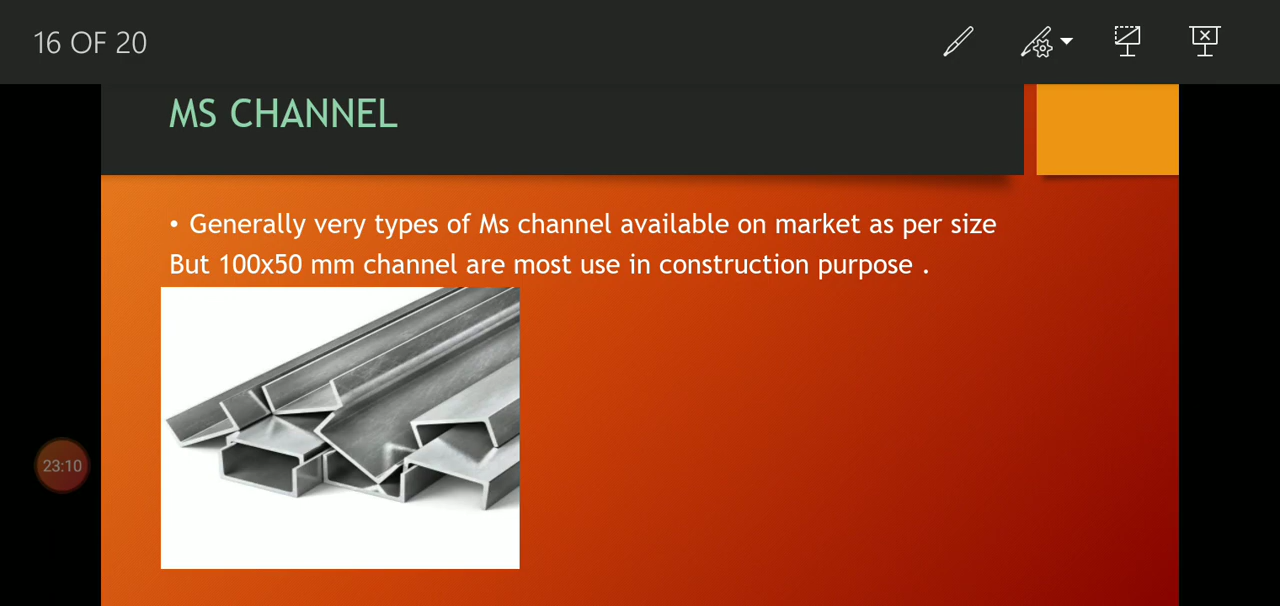 16 OF 20
MS CHANNEL
• Generally very types of Ms channel available on market as per size
But 100x50 mm channel are most use in construction purpose .
23:10